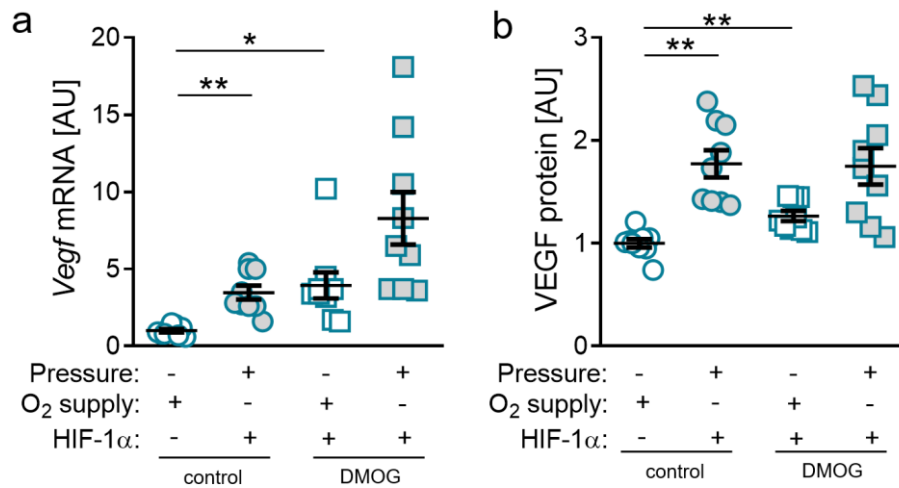 a
Vegf mRNA [AU]
20
15
10
5
0
*
**
Pressure: - + - +
O₂ supply: + - + -
HIF-1α: - + + +
control DMOG
b
VEGF protein [AU]
3
2
1
0
**
**
- + - +
Pressure:
+ - + -
O₂ supply:
- + + +
HIF-1α:
control DMOG